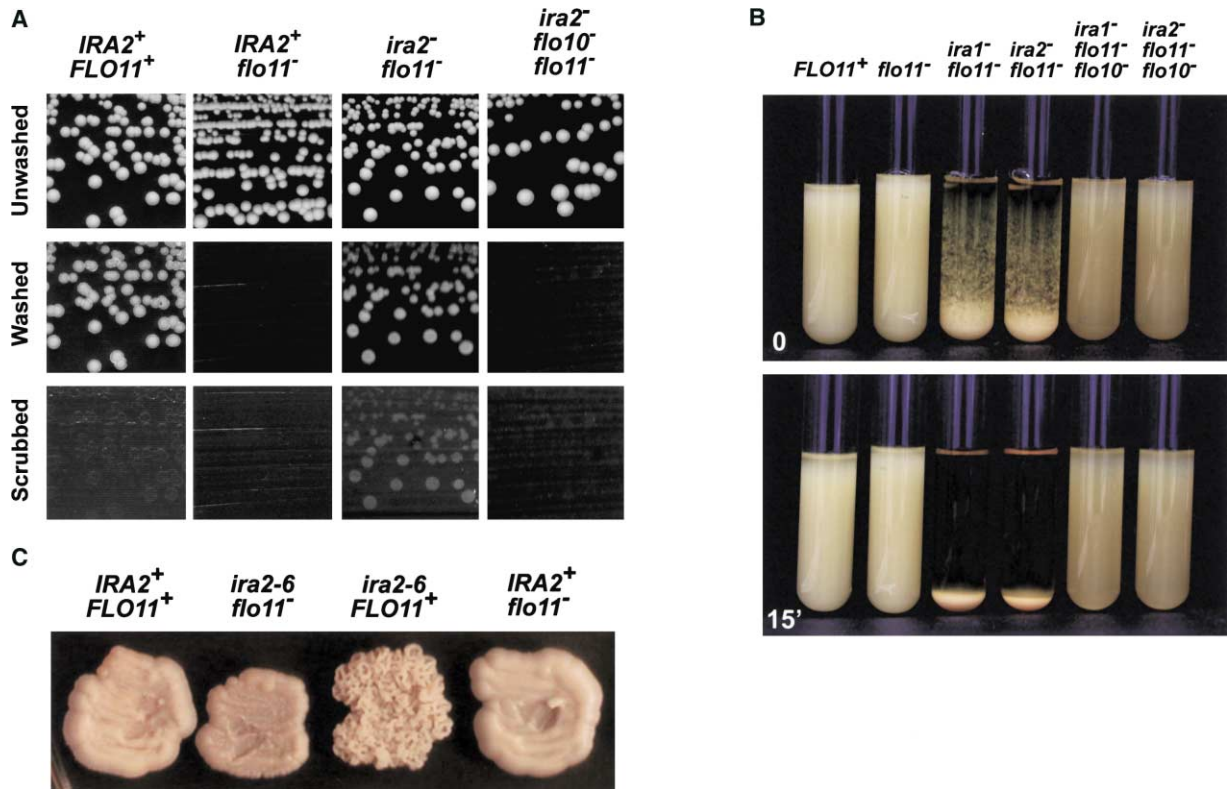 A
IRA2+ FLO11+
IRA2+ flo11-
ira2- flo11-
ira2- flo10- flo11-
Unwashed
Washed
Scrubbed
B
FLO11+
flo11-
ira1- flo11-
ira2- flo11-
ira1- flo11- flo10-
ira2- flo11- flo10-
0
15'
C
IRA2+ FLO11+
ira2-6 flo11-
ira2-6 FLO11+
IRA2+ flo11-